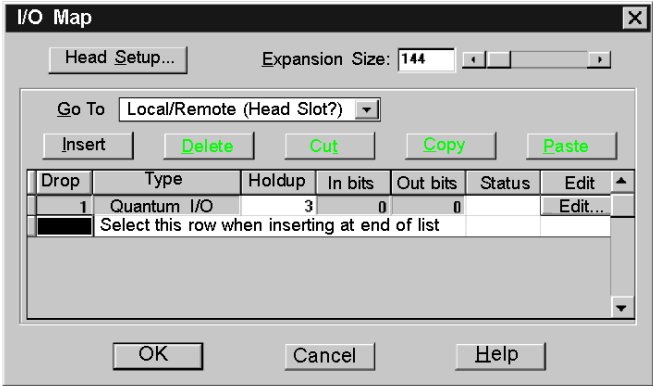 I/O Map
Head Setup... Expansion Size: 144
Go To Local/Remote (Head Slot?)
Insert Delete Cut Copy Paste
Drop Type Holdup In bits Out bits Status Edit
1 Quantum I/O 3 0 0 Edit...
Select this row when inserting at end of list
OK Cancel Help